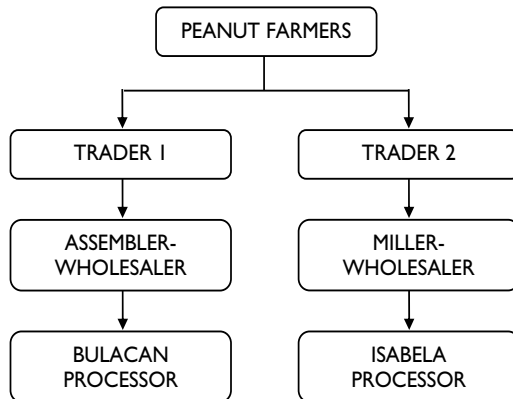 PEANUT FARMERS
TRADER 1
TRADER 2
ASSEMBLER-
WHOLESALER
MILLER-
WHOLESALER
BULACAN
PROCESSOR
ISABELA
PROCESSOR